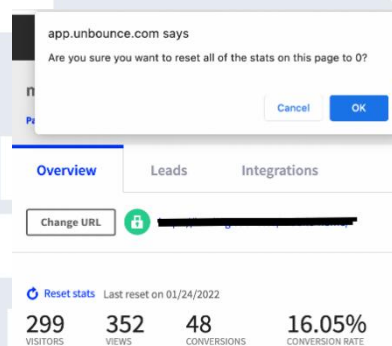 app.unbounce.com says
Are you sure you want to reset all of the stats on this page to 0?
Cancel OK
Overview Leads Integrations
Change URL
Reset stats Last reset on 01/24/2022
299 352 48 16.05%
VISITORS VIEWS CONVERSIONS CONVERSION RATE